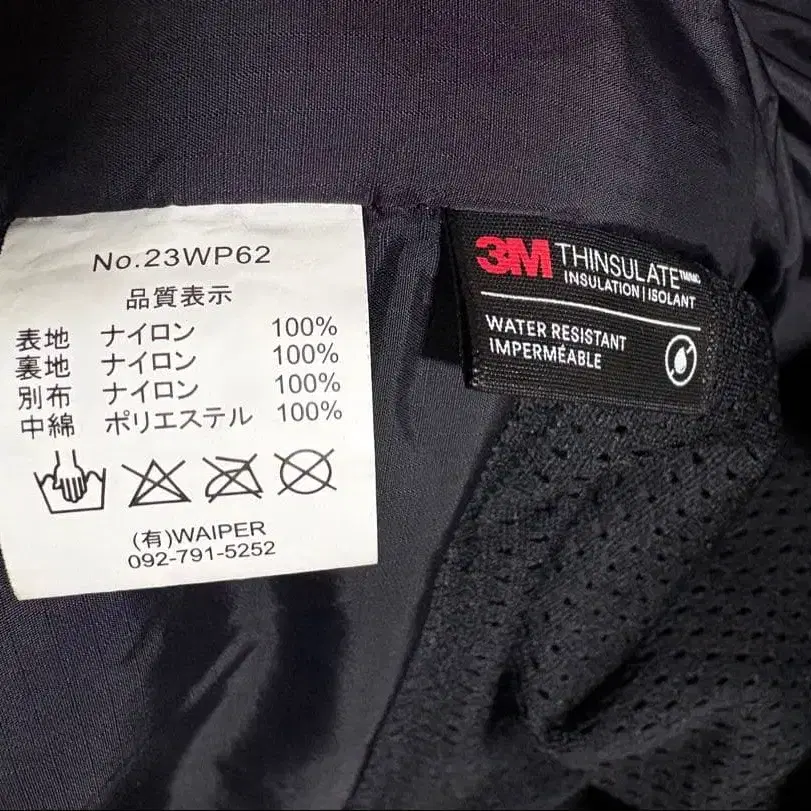 No.23WP62
品質表示
表地 ナイロン 100%
裏地 ナイロン 100%
別布 ナイロン 100%
中綿 ポリエステル 100%
(有)WAIPER
092-791-5252
3M THINSULATE
INSULATION | ISOLANT
WATER RESISTANT
IMPERMÉABLE